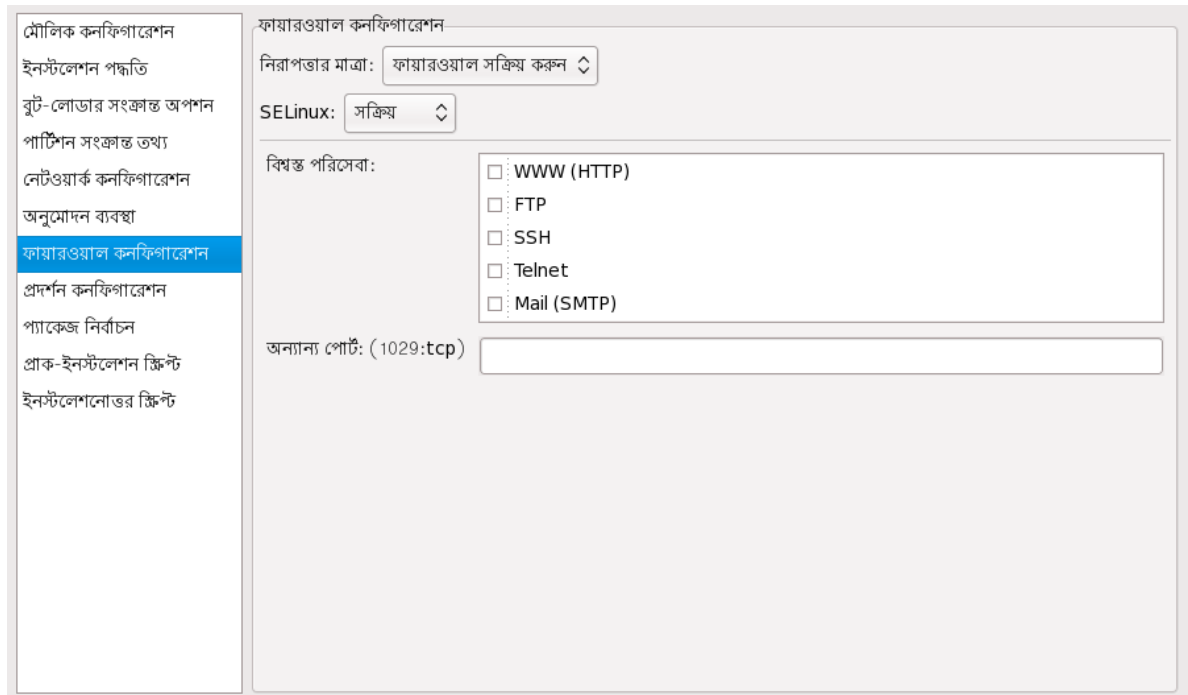 মৌলিক কনফিগারেশন
ইনস্টলেশন পদ্ধতি
বুট-লোডার সংক্রান্ত অপশন
পার্টিশন সংক্রান্ত তথ্য
নেটওয়ার্ক কনফিগারেশন
অনুমোদন ব্যবস্থা
ফায়ারওয়াল কনফিগারেশন
প্রদর্শন কনফিগারেশন
প্যাকেজ নির্বাচন
প্রাক-ইনস্টলেশন স্ক্রিপ্ট
ইনস্টলেশনোত্তর স্ক্রিপ্ট
ফায়ারওয়াল কনফিগারেশন
নিরাপত্তার মাত্রা: ফায়ারওয়াল সক্রিয় করুন
SELinux: সক্রিয়
বিশ্বস্ত পরিসেবা:
WWW (HTTP)
FTP
SSH
Telnet
Mail (SMTP)
অন্যান্য পোর্ট: (1029:tcp)